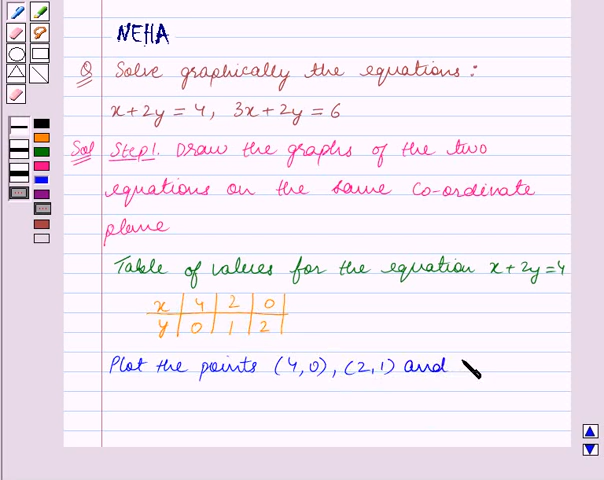 NEHA
Q Solve graphically the equations:
x+2y=4, 3x+2y=6
Sol Step 1. Draw the graphs of the two
equations on the same Co-ordinate
plane
Table of values for the equation x+2y=4
x 4 2 0
y 0 1 2
Plot the points (4,0), (2,1) and